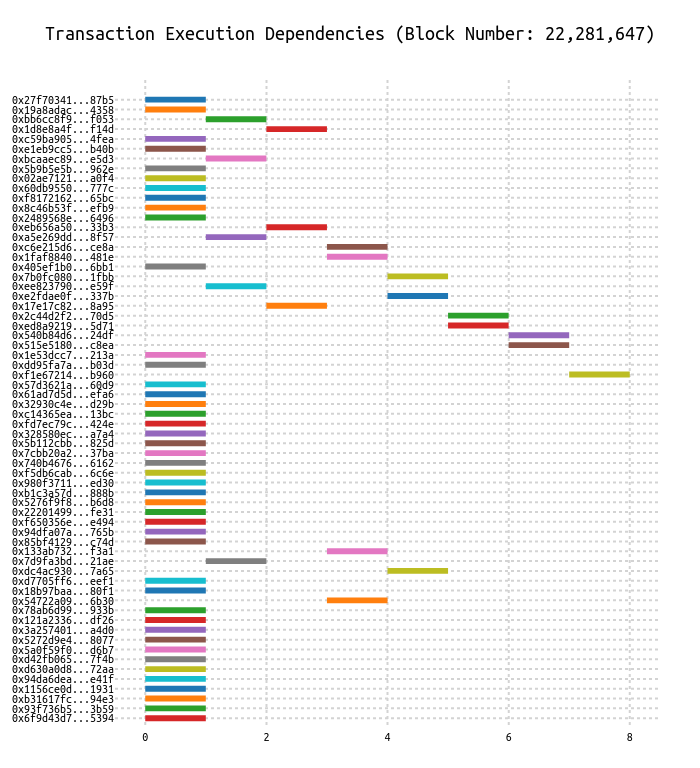 Transaction Execution Dependencies (Block Number: 22,281,647)
0x27f70341...87b5
0x19a8adac...4358
0xbb6cc8f9...f053
0x1d8e8a4f...f14d
0xc59ba905...4fea
0xe1eb9cc5...b40b
0xbcaaec89...e5d3
0x5b9b5e5b...962e
0x02ae7121...a0f4
0x60db9550...777c
0xf8172162...65bc
0x8c46b53f...efb9
0x2489568e...6496
0xeb656a50...33b3
0xa5e269dd...8f57
0xc6e215d6...ce8a
0x1faf8840...481e
0x405ef1b0...6bb1
0x7b0fc080...1fbb
0xee823790...e59f
0xe2fdae0f...337b
0x17e17c82...8a95
0x2c44d2f2...70d5
0xed8a9219...5d71
0x540b84d6...24df
0x515e5180...c8ea
0x1e53dcc7...213a
0xdd95fa7a...b03d
0xf1e67214...b960
0x57d3621a...60d9
0x61ad7d5d...efa6
0x32930c4e...d29b
0xc14365ea...13bc
0xfd7ec79c...424e
0x328580ec...a7a4
0x5b112cbb...825d
0x7cbb20a2...37ba
0x740b4676...6162
0xf5db6cab...6c6e
0x980f3711...ed30
0xb1c3a57d...888b
0x5276f9f8...b6d8
0x22201499...fe31
0xf650356e...e494
0x94dfa07a...765b
0x85bf4129...c74d
0x133ab732...f3a1
0x7d9fa3bd...21ae
0xdc4ac930...7a65
0xd7705ff6...eef1
0x18b97baa...80f1
0x54722a09...6b30
0x78ab6d99...933b
0x121a2336...df26
0x3a257401...a4d0
0x5272d9e4...8077
0x5a0f59f0...d6b7
0xd42fb065...7f4b
0xd630a0d8...72aa
0x94da6dea...e41f
0x1156ce0d...1931
0xb31617fc...94e3
0x93f736b5...3b59
0x6f9d43d7...5394
0 2 4 6 8